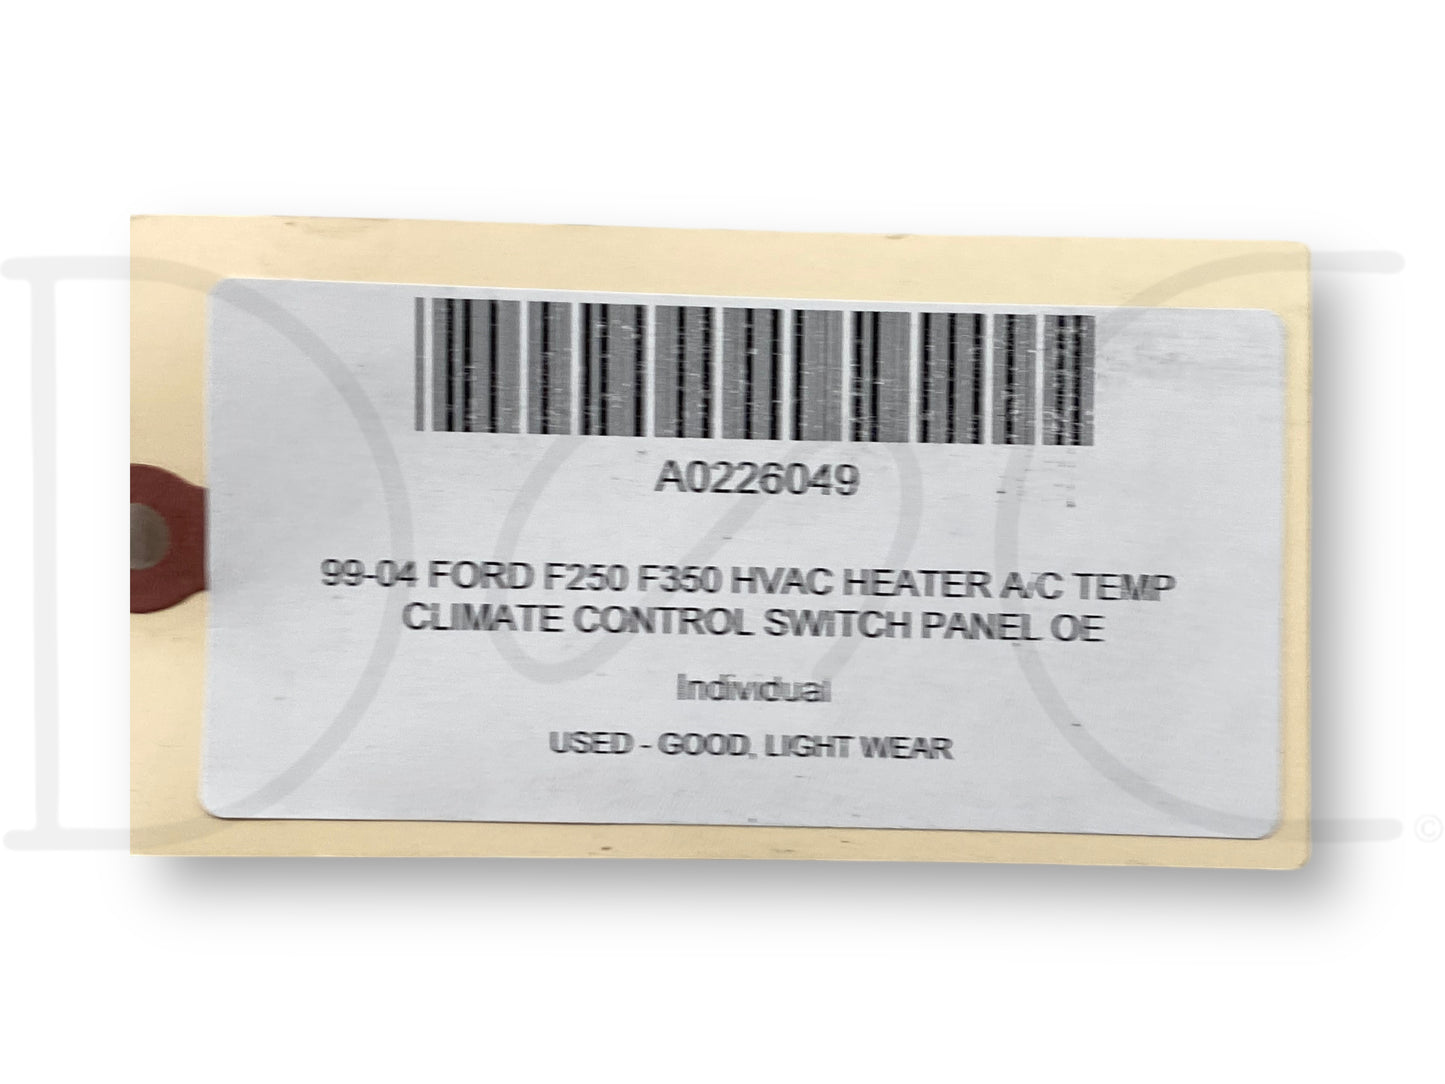 A0226049
99-04 FORD F250 F350 HVAC HEATER A/C TEMP
CLIMATE CONTROL SWITCH PANEL OE
Individual
USED - GOOD, LIGHT WEAR
©